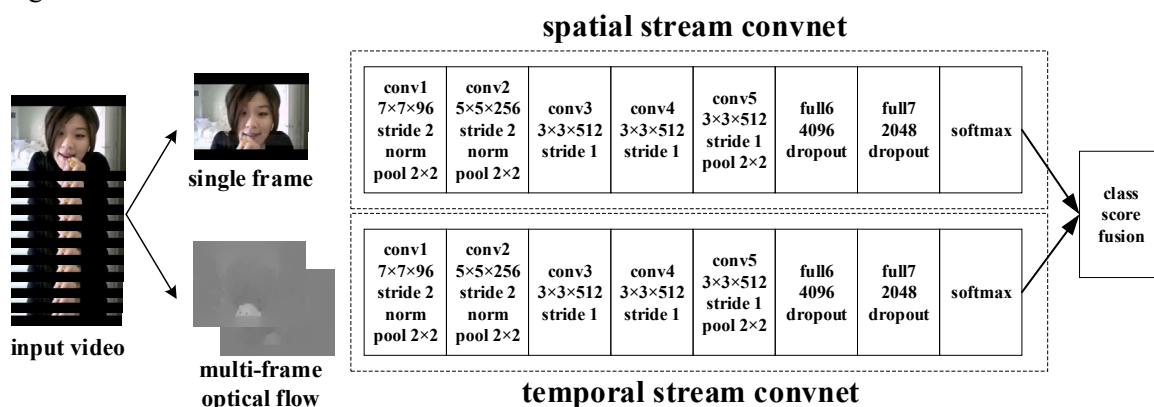 spatial stream convnet
conv1
7×7×96
stride 2
norm
pool 2×2
conv2
5×5×256
stride 2
norm
pool 2×2
conv3
3×3×512
stride 1
conv4
3×3×512
stride 1
conv5
3×3×512
stride 1
pool 2×2
full6
4096
dropout
full7
2048
dropout
softmax
single frame
class
score
fusion
conv1
7×7×96
stride 2
norm
pool 2×2
conv2
5×5×256
stride 2
norm
pool 2×2
conv3
3×3×512
stride 1
conv4
3×3×512
stride 1
conv5
3×3×512
stride 1
pool 2×2
full6
4096
dropout
full7
2048
dropout
softmax
input video
multi-frame
optical flow
temporal stream convnet